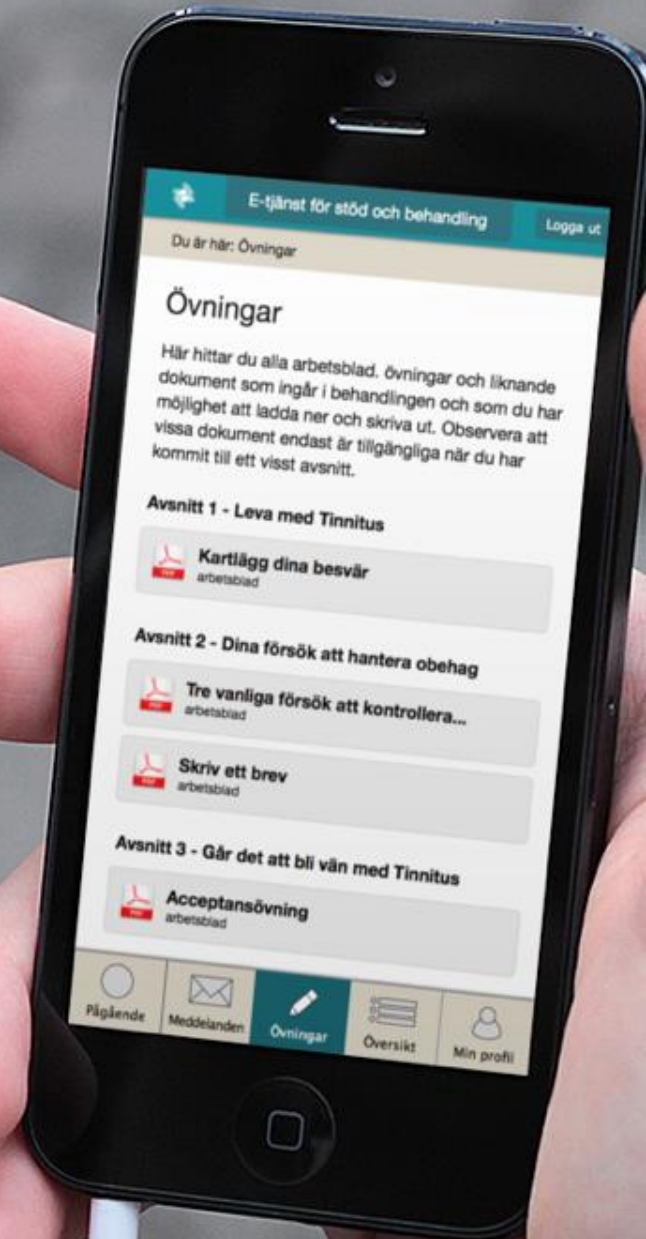 E-tjänst för stöd och behandling
Logga ut
Du är här: Övningar
Övningar
Här hittar du alla arbetsblad. övningar och liknande
dokument som ingår i behandlingen och som du har
möjlighet att ladda ner och skriva ut. Observera att
vissa dokument endast är tillgängliga när du har
kommit till ett visst avsnitt.
Avsnitt 1 - Leva med Tinnitus
Kartlägg dina besvär
arbetsblad
Avsnitt 2 - Dina försök att hantera obehag
Tre vanliga försök att kontrollera...
arbetsblad
Skriv ett brev
arbetsblad
Avsnitt 3 - Går det att bli vän med Tinnitus
Acceptansövning
arbetsblad
Pågående
Meddelanden
Övningar
Översikt
Min profil